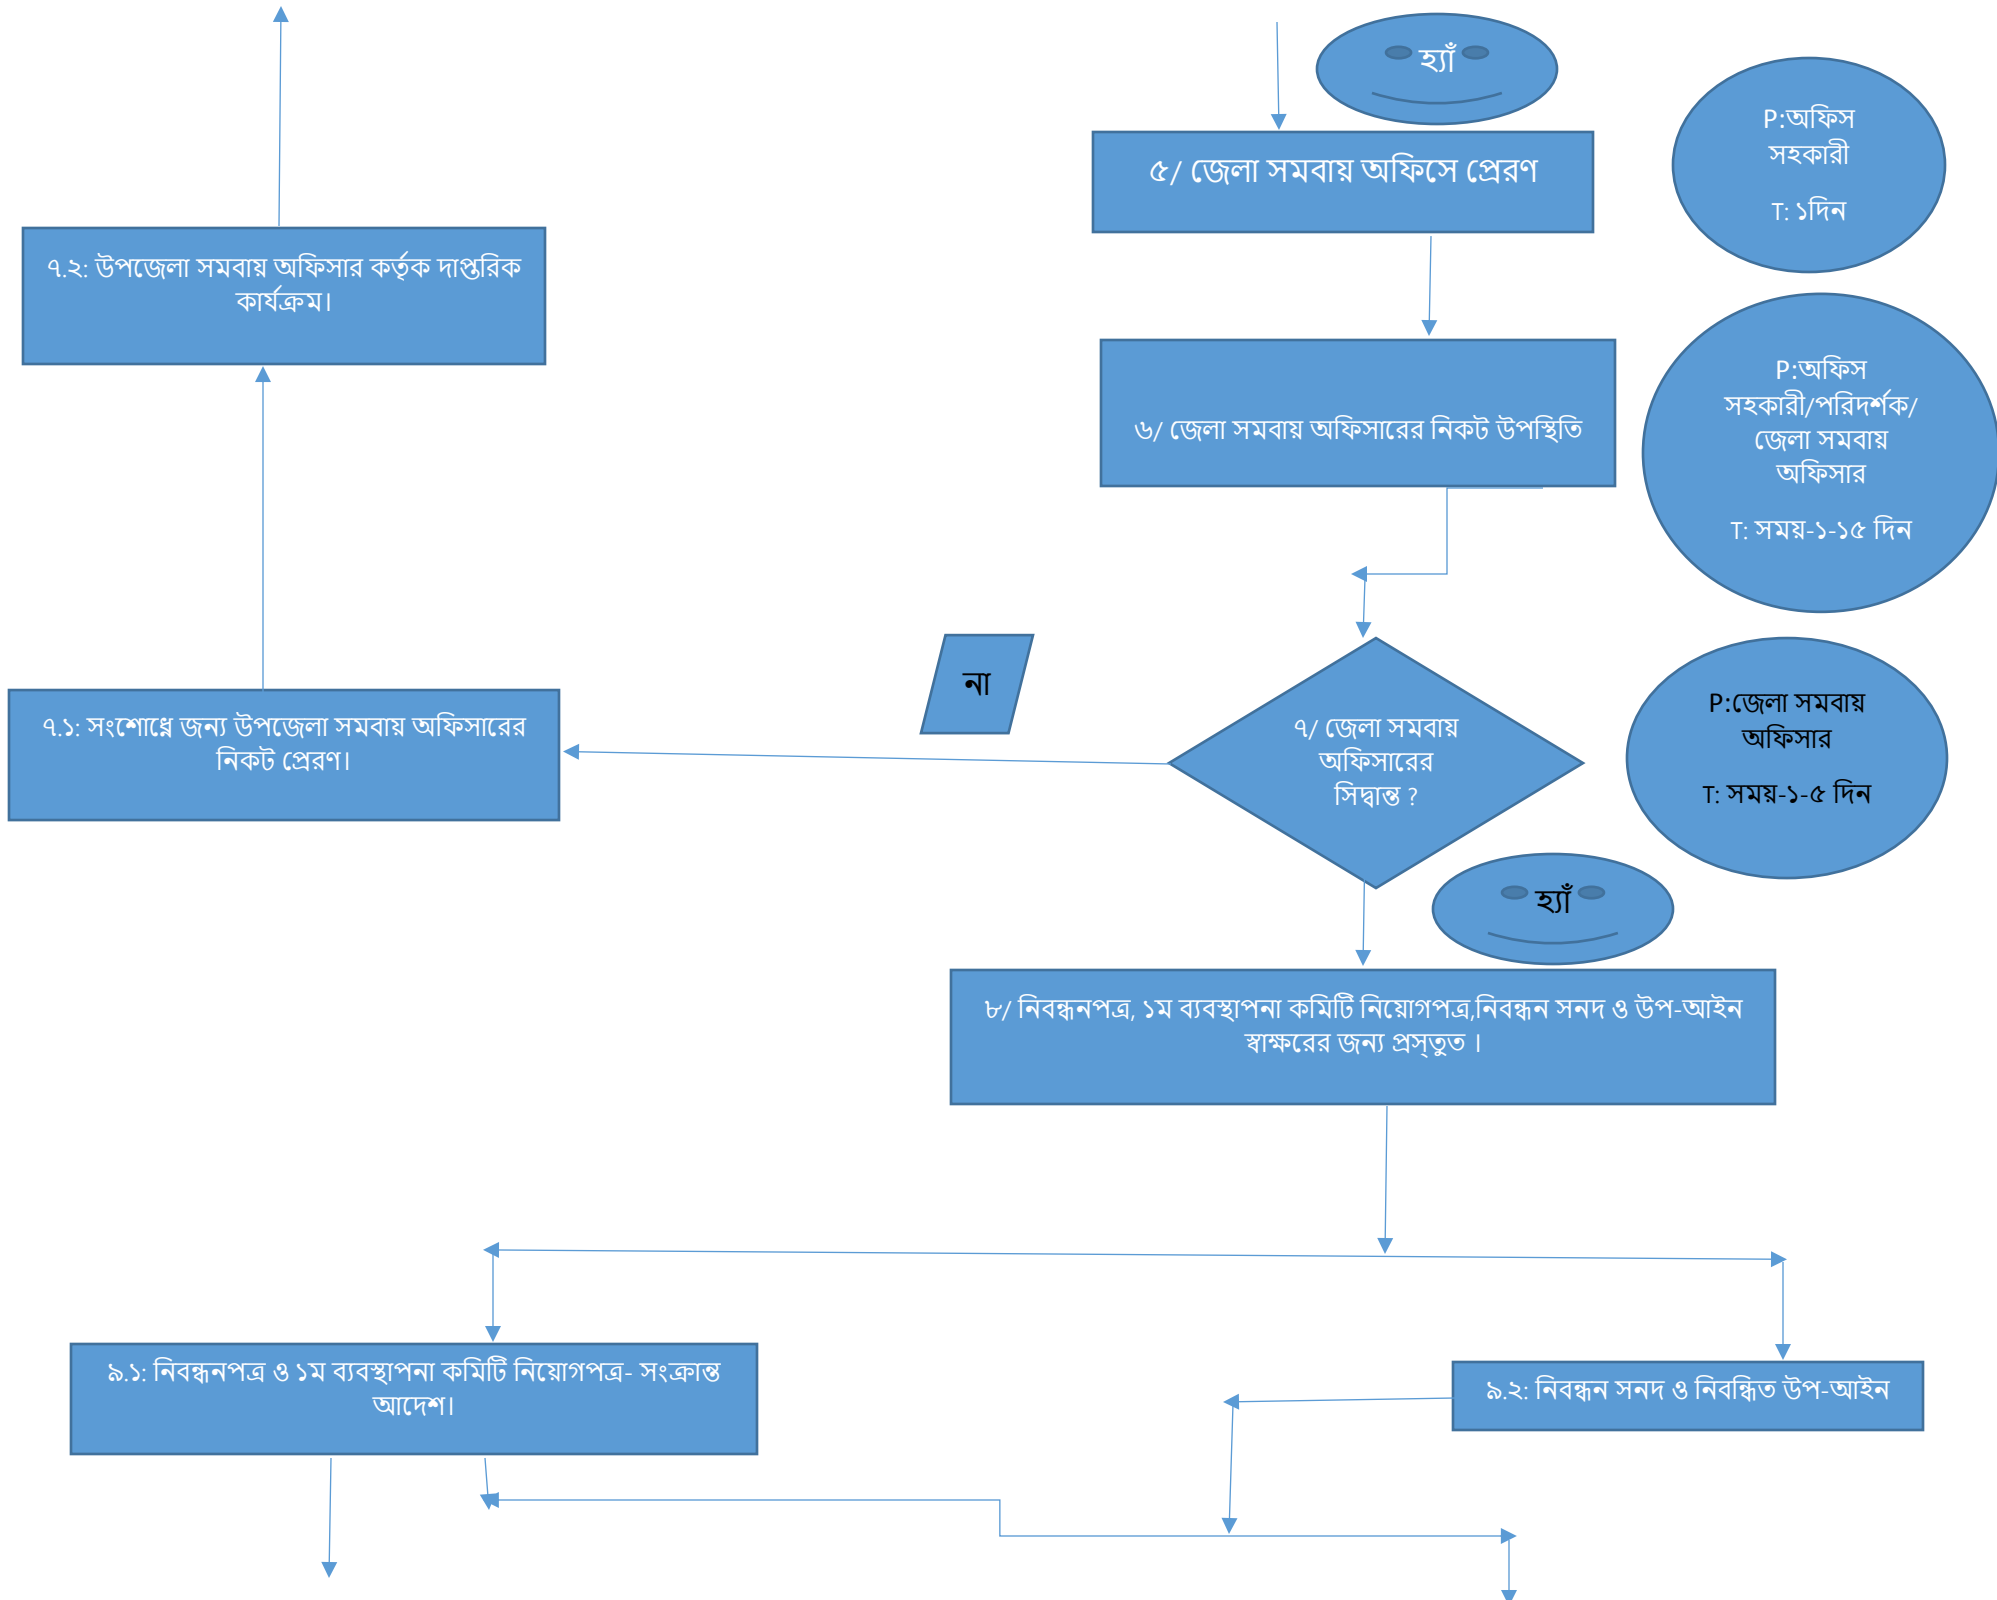 হ্যাঁ
৫/ জেলা সমবায় অফিসে প্রেরণ
P:অফিস
সহকারী
T: ১দিন
৭.২: উপজেলা সমবায় অফিসার কর্তৃক দাপ্তরিক
কার্যক্রম।
৬/ জেলা সমবায় অফিসারের নিকট উপস্থিতি
P:অফিস
সহকারী/পরিদর্শক/
জেলা সমবায়
অফিসার
T: সময়-১-১৫ দিন
না
৭.১: সংশোধ্নে জন্য উপজেলা সমবায় অফিসারের
নিকট প্রেরণ।
৭/ জেলা সমবায়
অফিসারের
সিদ্বান্ত ?
P:জেলা সমবায়
অফিসার
T: সময়-১-৫ দিন
হ্যাঁ
৮/ নিবন্ধনপত্র, ১ম ব্যবস্থাপনা কমিটি নিয়োগপত্র,নিবন্ধন সনদ ও উপ-আইন
স্বাক্ষরের জন্য প্রস্তুত ।
৯.১: নিবন্ধনপত্র ও ১ম ব্যবস্থাপনা কমিটি নিয়োগপত্র- সংক্রান্ত
আদেশ।
৯.২: নিবন্ধন সনদ ও নিবন্ধিত উপ-আইন